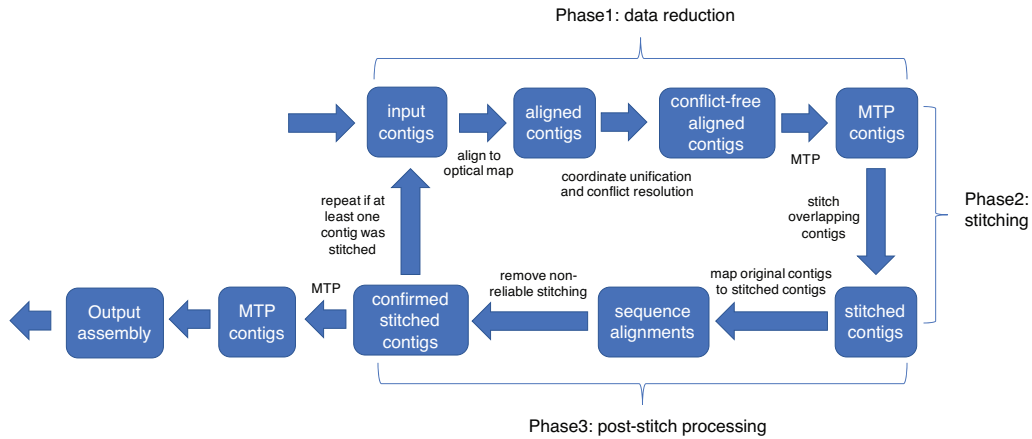 Phase1: data reduction
input
contigs
aligned
contigs
conflict-free
aligned
contigs
MTP
contigs
align to
optical map
coordinate unification
and conflict resolution
MTP
repeat if at
least one
contig was
stitched
stitch
overlapping
contigs
Phase2:
stitching
Output
assembly
MTP
contigs
MTP
confirmed
stitched
contigs
remove non-
reliable stitching
sequence
alignments
map original contigs
to stitched contigs
stitched
contigs
Phase3: post-stitch processing